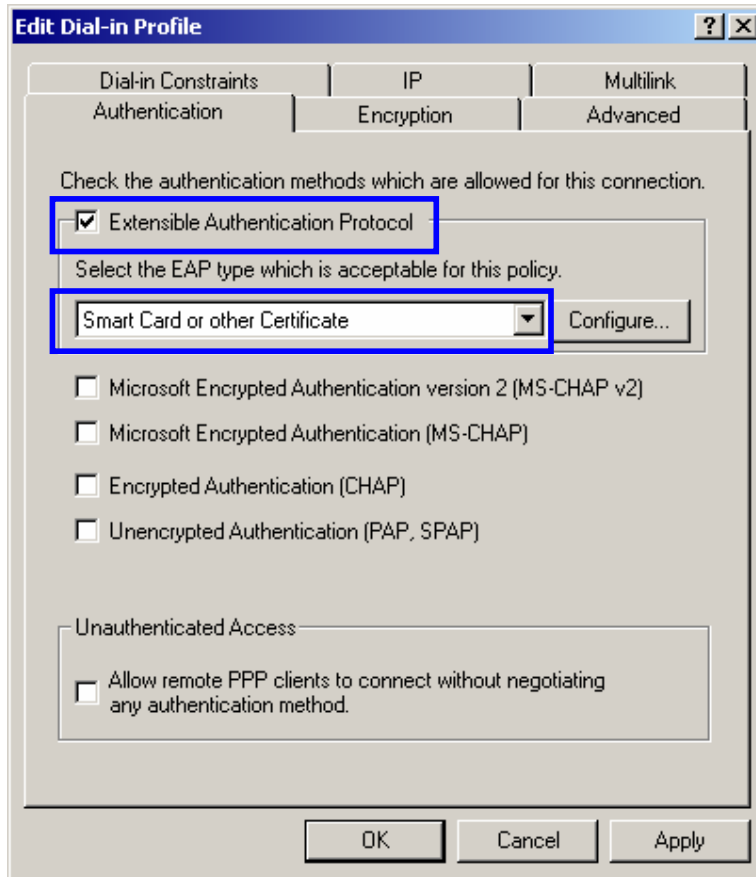 Edit Dial-in Profile
Dial-in Constraints IP Multilink
Authentication Encryption Advanced
Check the authentication methods which are allowed for this connection.
Extensible Authentication Protocol
Select the EAP type which is acceptable for this policy.
Smart Card or other Certificate Configure...
Microsoft Encrypted Authentication version 2 (MS-CHAP v2)
Microsoft Encrypted Authentication (MS-CHAP)
Encrypted Authentication (CHAP)
Unencrypted Authentication (PAP, SPAP)
Unauthenticated Access
Allow remote PPP clients to connect without negotiating
any authentication method.
OK Cancel Apply